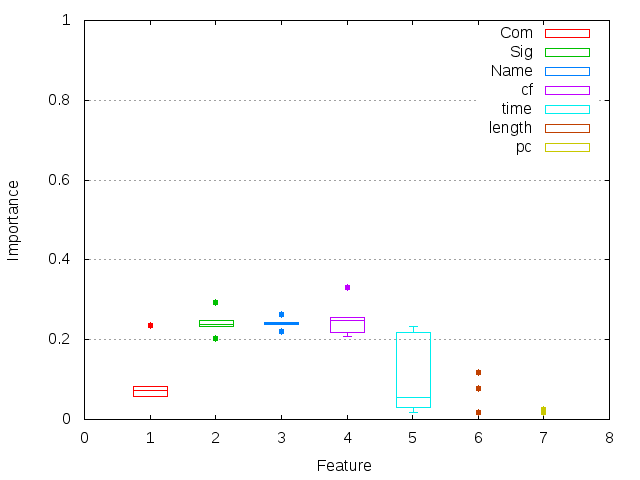 1
0.8
0.6
0.4
0.2
0
Importance
0 1 2 3 4 5 6 7 8
Feature
Com
Sig
Name
cf
time
length
pc